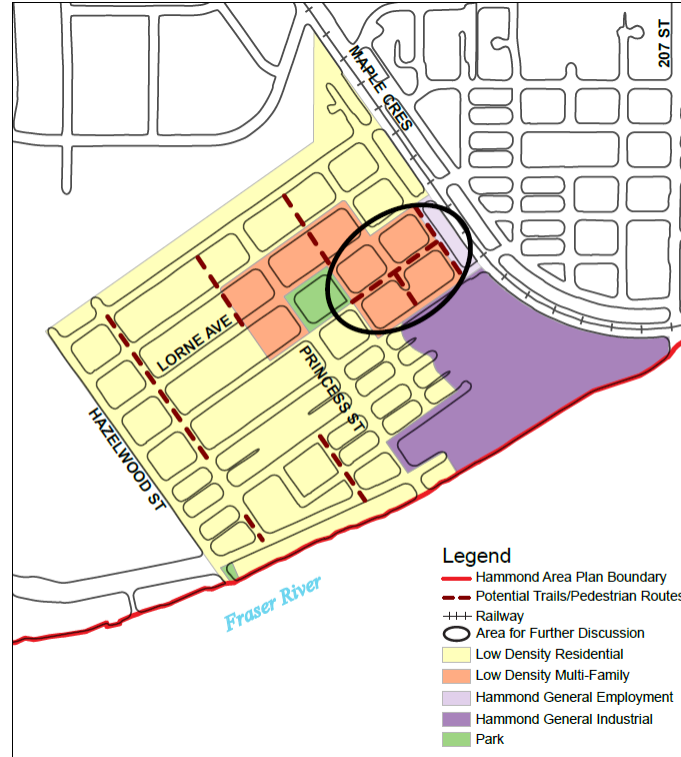 207 ST
MAPLE CRES
LORNE AVE
PRINCESS ST
HAZELWOOD ST
Fraser River
Legend
Hammond Area Plan Boundary
Potential Trails/Pedestrian Routes
Railway
Area for Further Discussion
Low Density Residential
Low Density Multi-Family
Hammond General Employment
Hammond General Industrial
Park